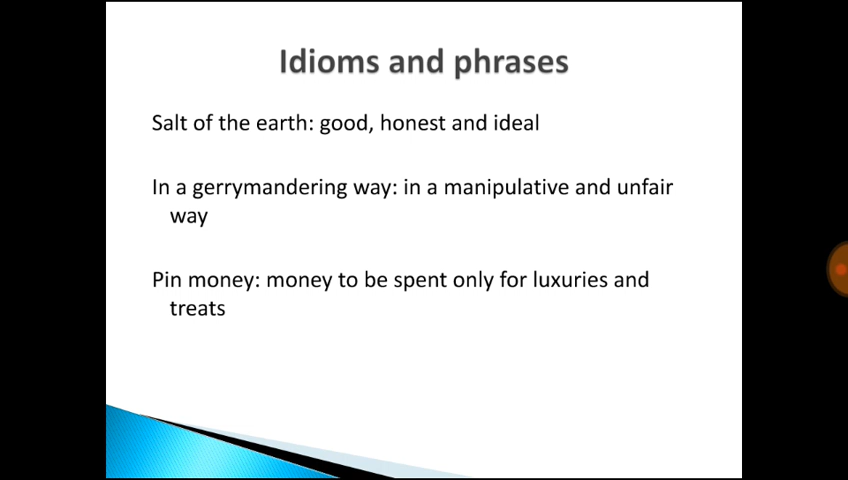 Idioms and phrases
Salt of the earth: good, honest and ideal
In a gerrymandering way: in a manipulative and unfair
way
Pin money: money to be spent only for luxuries and
treats